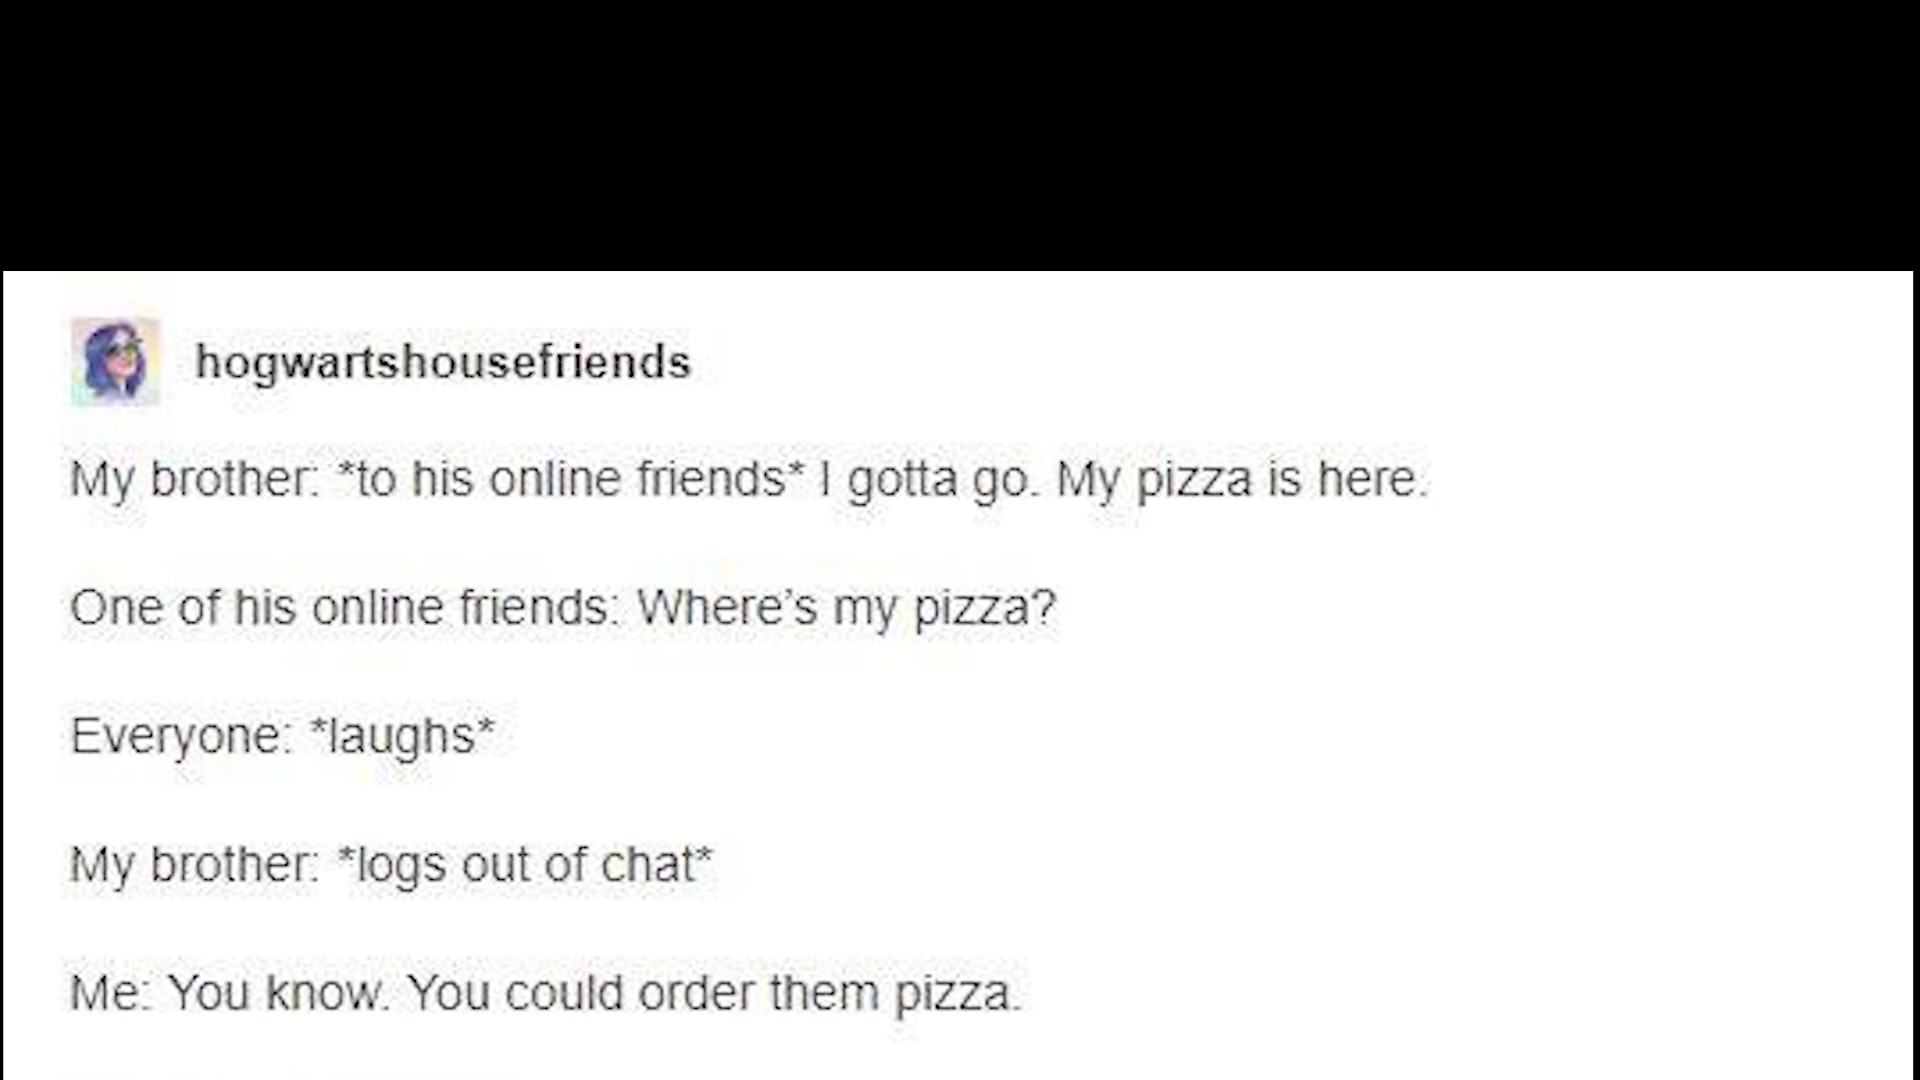 hogwartshousefriends
My brother: *to his online friends* I gotta go. My pizza is here.
One of his online friends: Where's my pizza?
Everyone: *laughs*
My brother: *logs out of chat*
Me: You know. You could order them pizza.